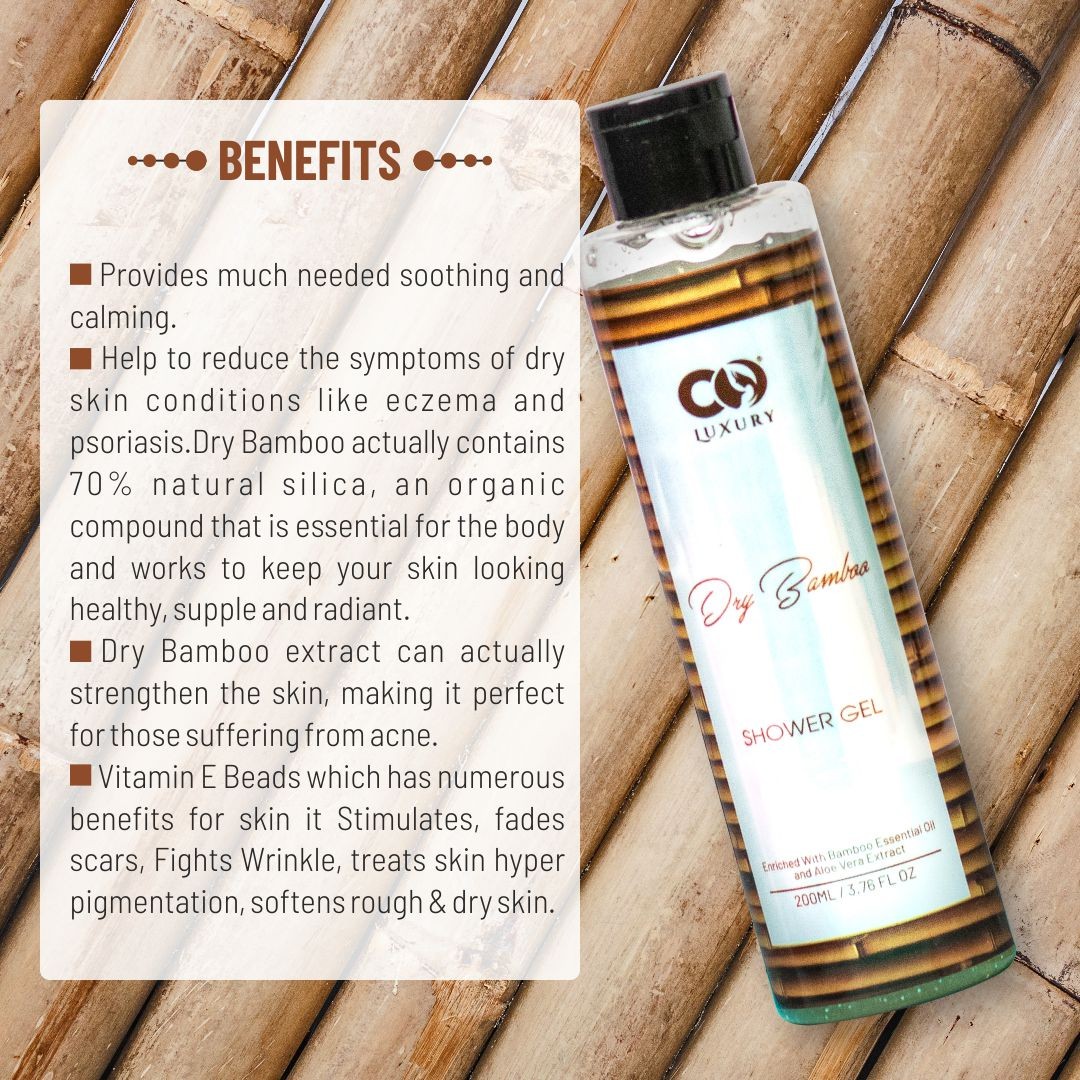 BENEFITS
Provides much needed soothing and
calming.
Help to reduce the symptoms of dry
skin conditions like eczema and
psoriasis.Dry Bamboo actually contains
70% natural silica, an organic
compound that is essential for the body
and works to keep your skin looking
healthy, supple and radiant.
Dry Bamboo extract can actually
strengthen the skin, making it perfect
for those suffering from acne.
Vitamin E Beads which has numerous
benefits for skin it Stimulates, fades
scars, Fights Wrinkle, treats skin hyper
pigmentation, softens rough & dry skin.
CO
LUXURY
Dry Bamboo
SHOWER GEL
Enriched With Bamboo Essential Oil
and Aloe Vera Extract
200ML / 3.76 FL OZ